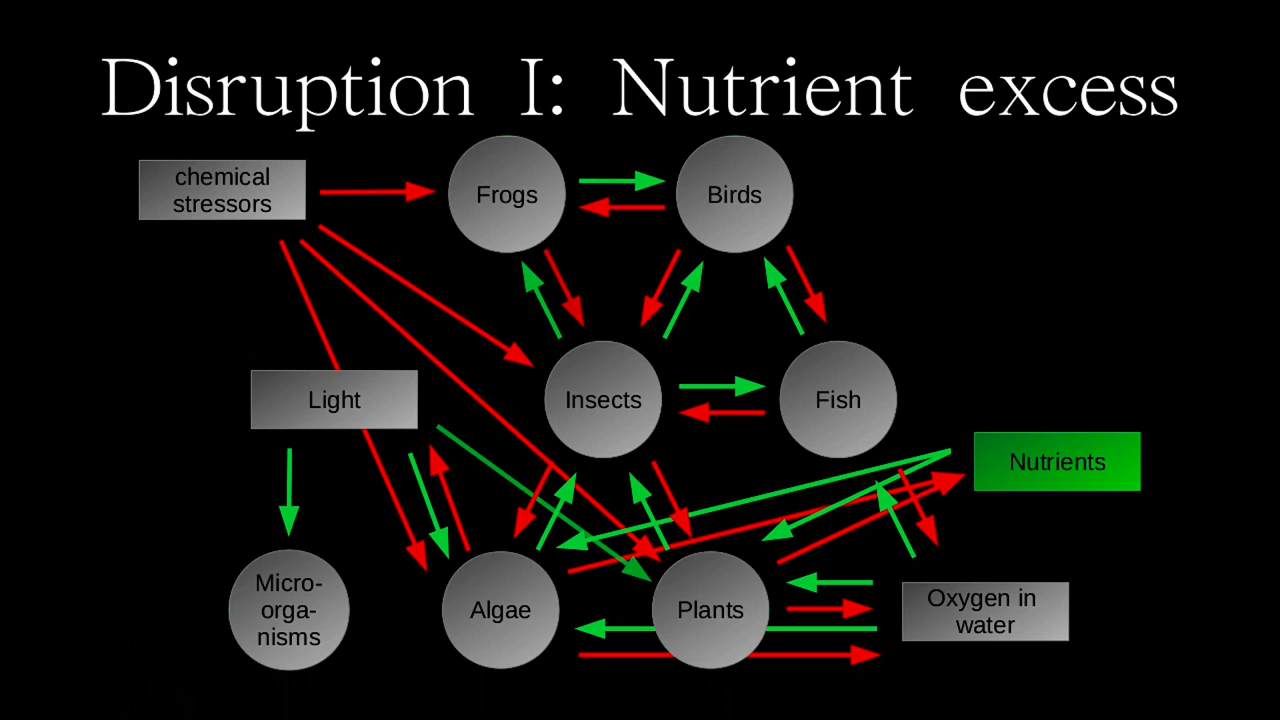 Disruption I: Nutrient excess
chemical
stressors
Frogs
Birds
Light
Insects
Fish
Nutrients
Micro-
orga-
nisms
Algae
Plants
Oxygen in
water